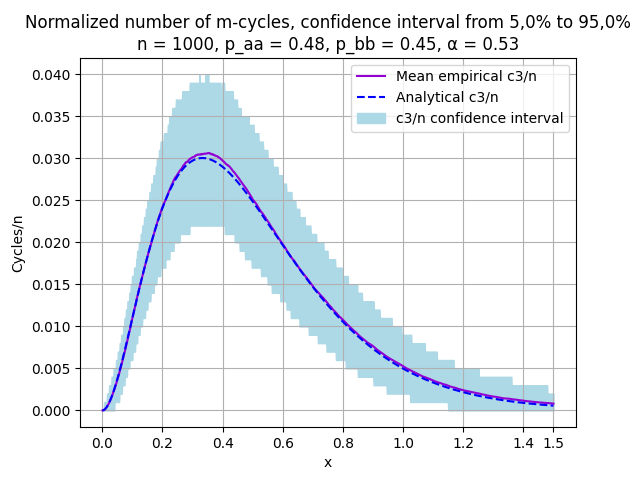 Normalized number of m-cycles, confidence interval from 5,0% to 95,0%
n = 1000, p_aa = 0.48, p_bb = 0.45, α = 0.53
Mean empirical c3/n
Analytical c3/n
c3/n confidence interval
Cycles/n
0.040
0.035
0.030
0.025
0.020
0.015
0.010
0.005
0.000
0.0 0.2 0.4 0.6 0.8 1.0 1.2 1.4 1.5
x